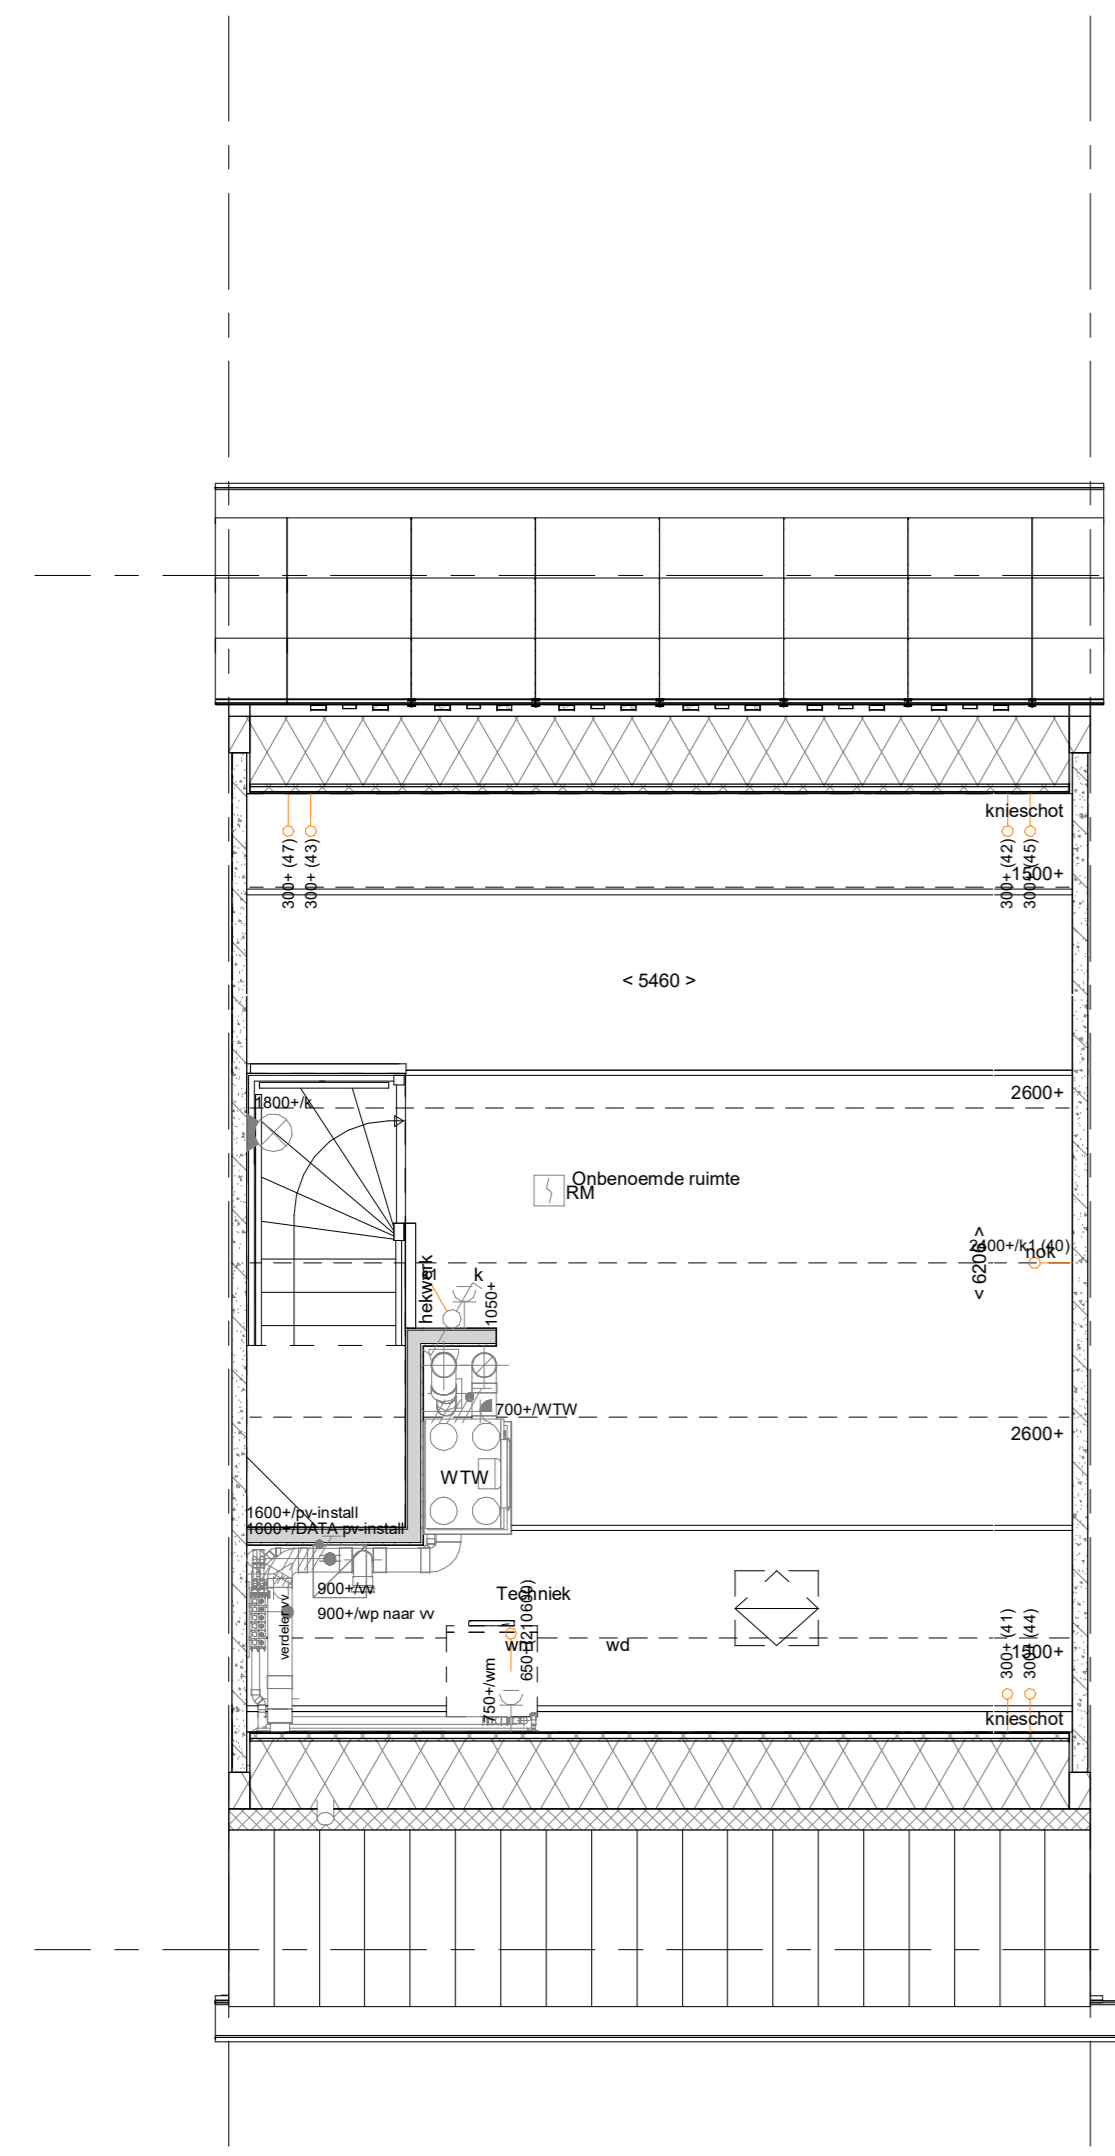 knieschot
300+ (47)
300+ (43)
300+ (42)
300+ (45)
1500+
< 5460 >
2600+
1800+/k
Onbenoemde ruimte
RM
< 6206 >
2400+/k1 (40)
nok
hekwerk
k
1050+
700+/WTW
2600+
WTW
1600+/pv-install
1600+/DATA pv-install
900+/vv
900+/wp naar vv
verdeler vv
Techniek
wm
wd
650+
750+/wm
300+ (41)
300+ (44)
1500+
knieschot